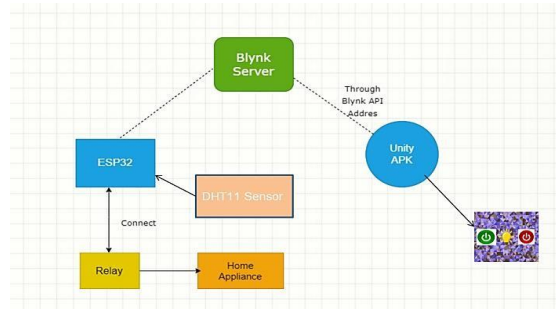 Blynk
Server
Through
Blynk API
Addres
Unity
APK
ESP32
DHT11 Sensor
Connect
Relay
Home
Appliance